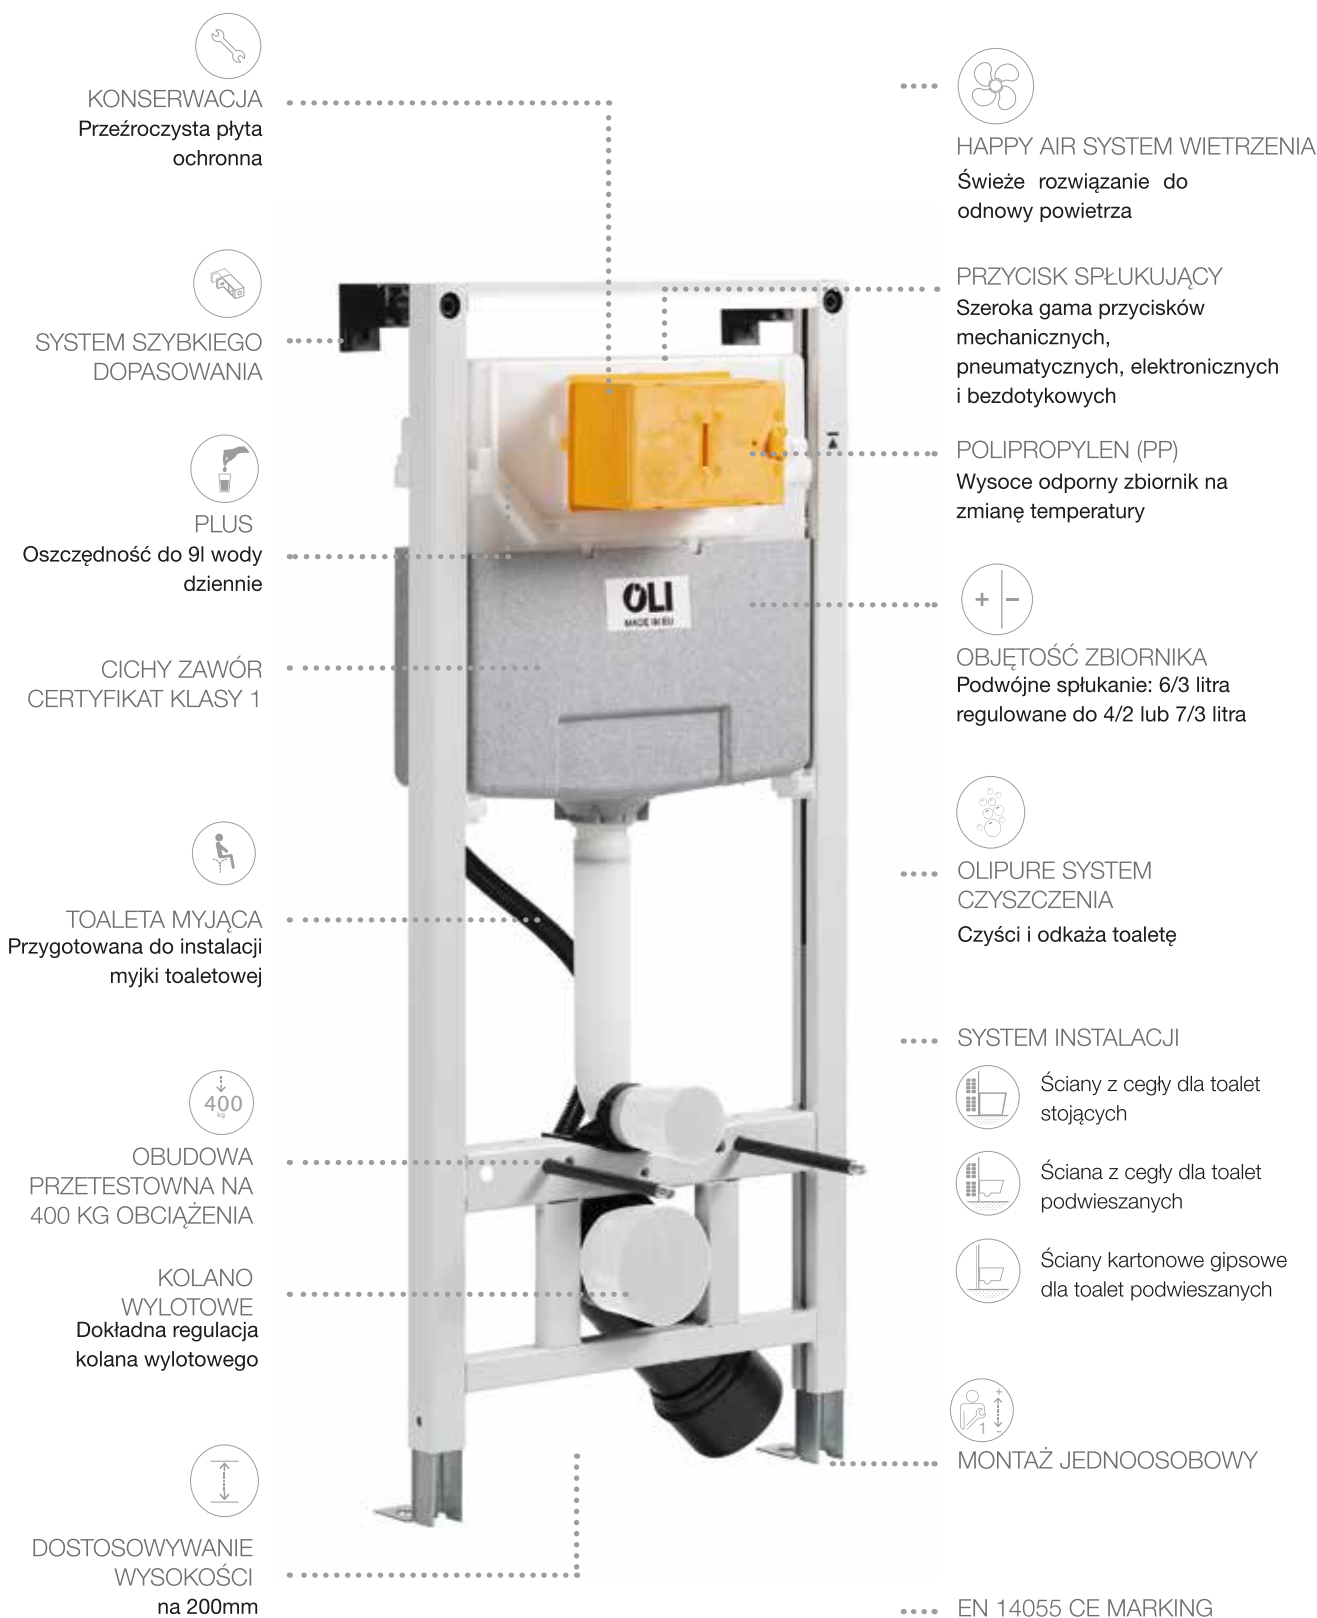 KONSERWACJA
Przeźroczysta płyta
ochronna
SYSTEM SZYBKIEGO
DOPASOWANIA
PLUS
Oszczędność do 9l wody
dziennie
CICHY ZAWÓR
CERTYFIKAT KLASY 1
TOALETA MYJĄCA
Przygotowana do instalacji
myjki toaletowej
400
kg
OBUDOWA
PRZETESTOWNA NA
400 KG OBCIĄŻENIA
KOLANO
WYLOTOWE
Dokładna regulacja
kolana wylotowego
DOSTOSOWYWANIE
WYSOKOŚCI
na 200mm
OLI
MADE IN EU
HAPPY AIR SYSTEM WIETRZENIA
Świeże rozwiązanie do
odnowy powietrza
PRZYCISK SPŁUKUJĄCY
Szeroka gama przycisków
mechanicznych,
pneumatycznych, elektronicznych
i bezdotykowych
POLIPROPYLEN (PP)
Wysoce odporny zbiornik na
zmianę temperatury
+ −
OBJĘTOŚĆ ZBIORNIKA
Podwójne spłukanie: 6/3 litra
regulowane do 4/2 lub 7/3 litra
OLIPURE SYSTEM
CZYSZCZENIA
Czyści i odkaża toaletę
SYSTEM INSTALACJI
Ściany z cegły dla toalet
stojących
Ściana z cegły dla toalet
podwieszanych
Ściany kartonowe gipsowe
dla toalet podwieszanych
+
1 -
MONTAŻ JEDNOOSOBOWY
EN 14055 CE MARKING